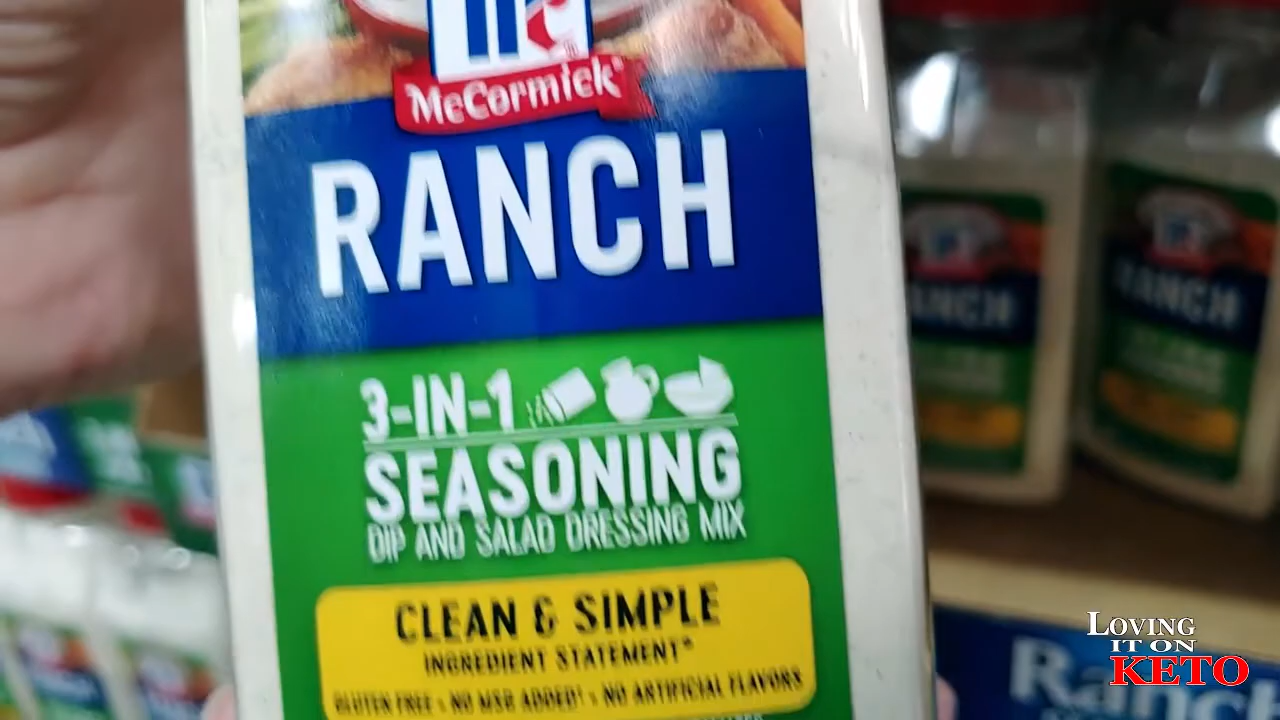 McCormick®
RANCH
3-IN-1
SEASONING
DIP AND SALAD DRESSING MIX
CLEAN & SIMPLE
INGREDIENT STATEMENT*
GLUTEN FREE • NO MSG ADDED† • NO ARTIFICIAL FLAVORS
RANCH
RANCH
Ranch
LOVING
IT ON
KETO